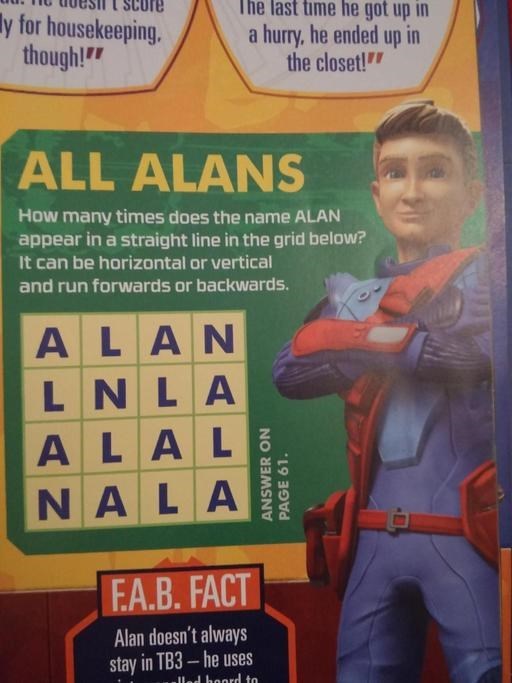 doesn't score
ly for housekeeping,
though!"
The last time he got up in
a hurry, he ended up in
the closet!"
ALL ALANS
How many times does the name ALAN
appear in a straight line in the grid below?
It can be horizontal or vertical
and run forwards or backwards.
A L A N
L N L A
A L A L
N A L A
ANSWER ON
PAGE 61.
F.A.B. FACT
Alan doesn't always
stay in TB3 – he uses